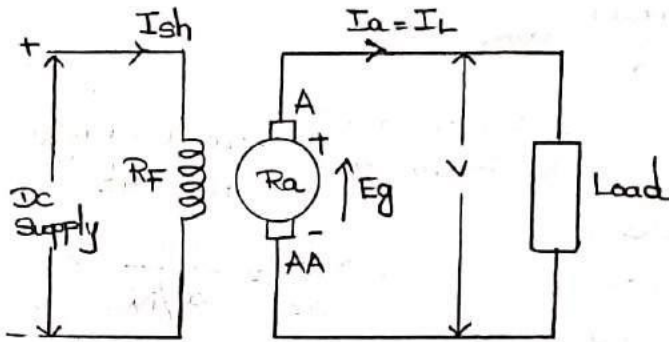 + Ish
Ia = IL
A
+
RF
Ra
Eg
V
Load
DC
supply
-
AA
-